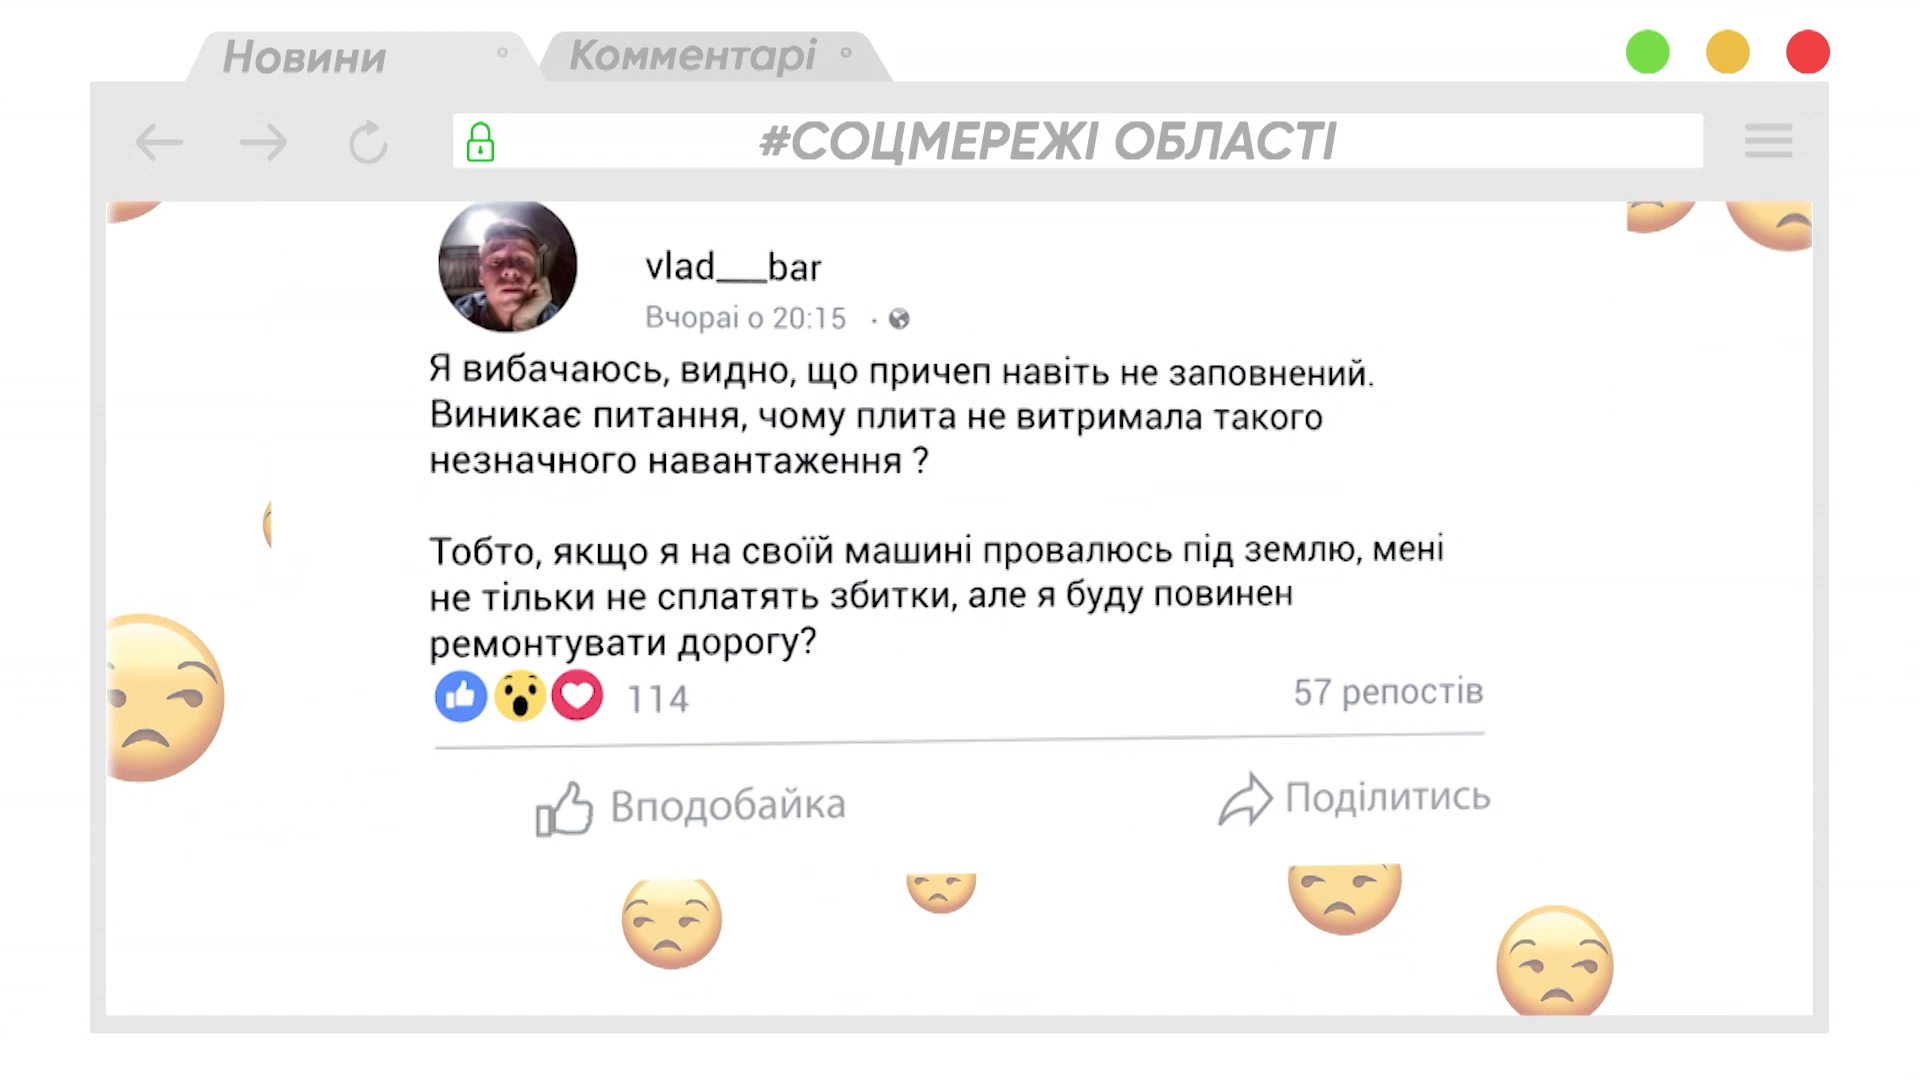 Новини
Комментарі
#СОЦМЕРЕЖІ ОБЛАСТІ
vlad___bar
Вчораі о 20:15
Я вибачаюсь, видно, що причеп навіть не заповнений.
Виникає питання, чому плита не витримала такого
незначного навантаження ?
Тобто, якщо я на своїй машині провалюсь під землю, мені
не тільки не сплатять збитки, але я буду повинен
ремонтувати дорогу?
114
57 репостів
Вподобайка
Поділитись